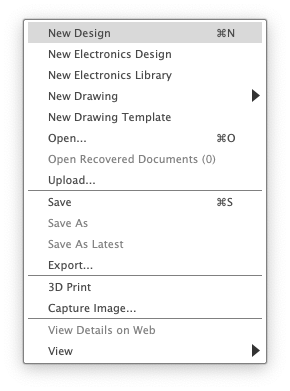 New Design ⌘N
New Electronics Design
New Electronics Library
New Drawing
New Drawing Template
Open... ⌘O
Open Recovered Documents (0)
Upload...
Save ⌘S
Save As
Save As Latest
Export...
3D Print
Capture Image...
View Details on Web
View